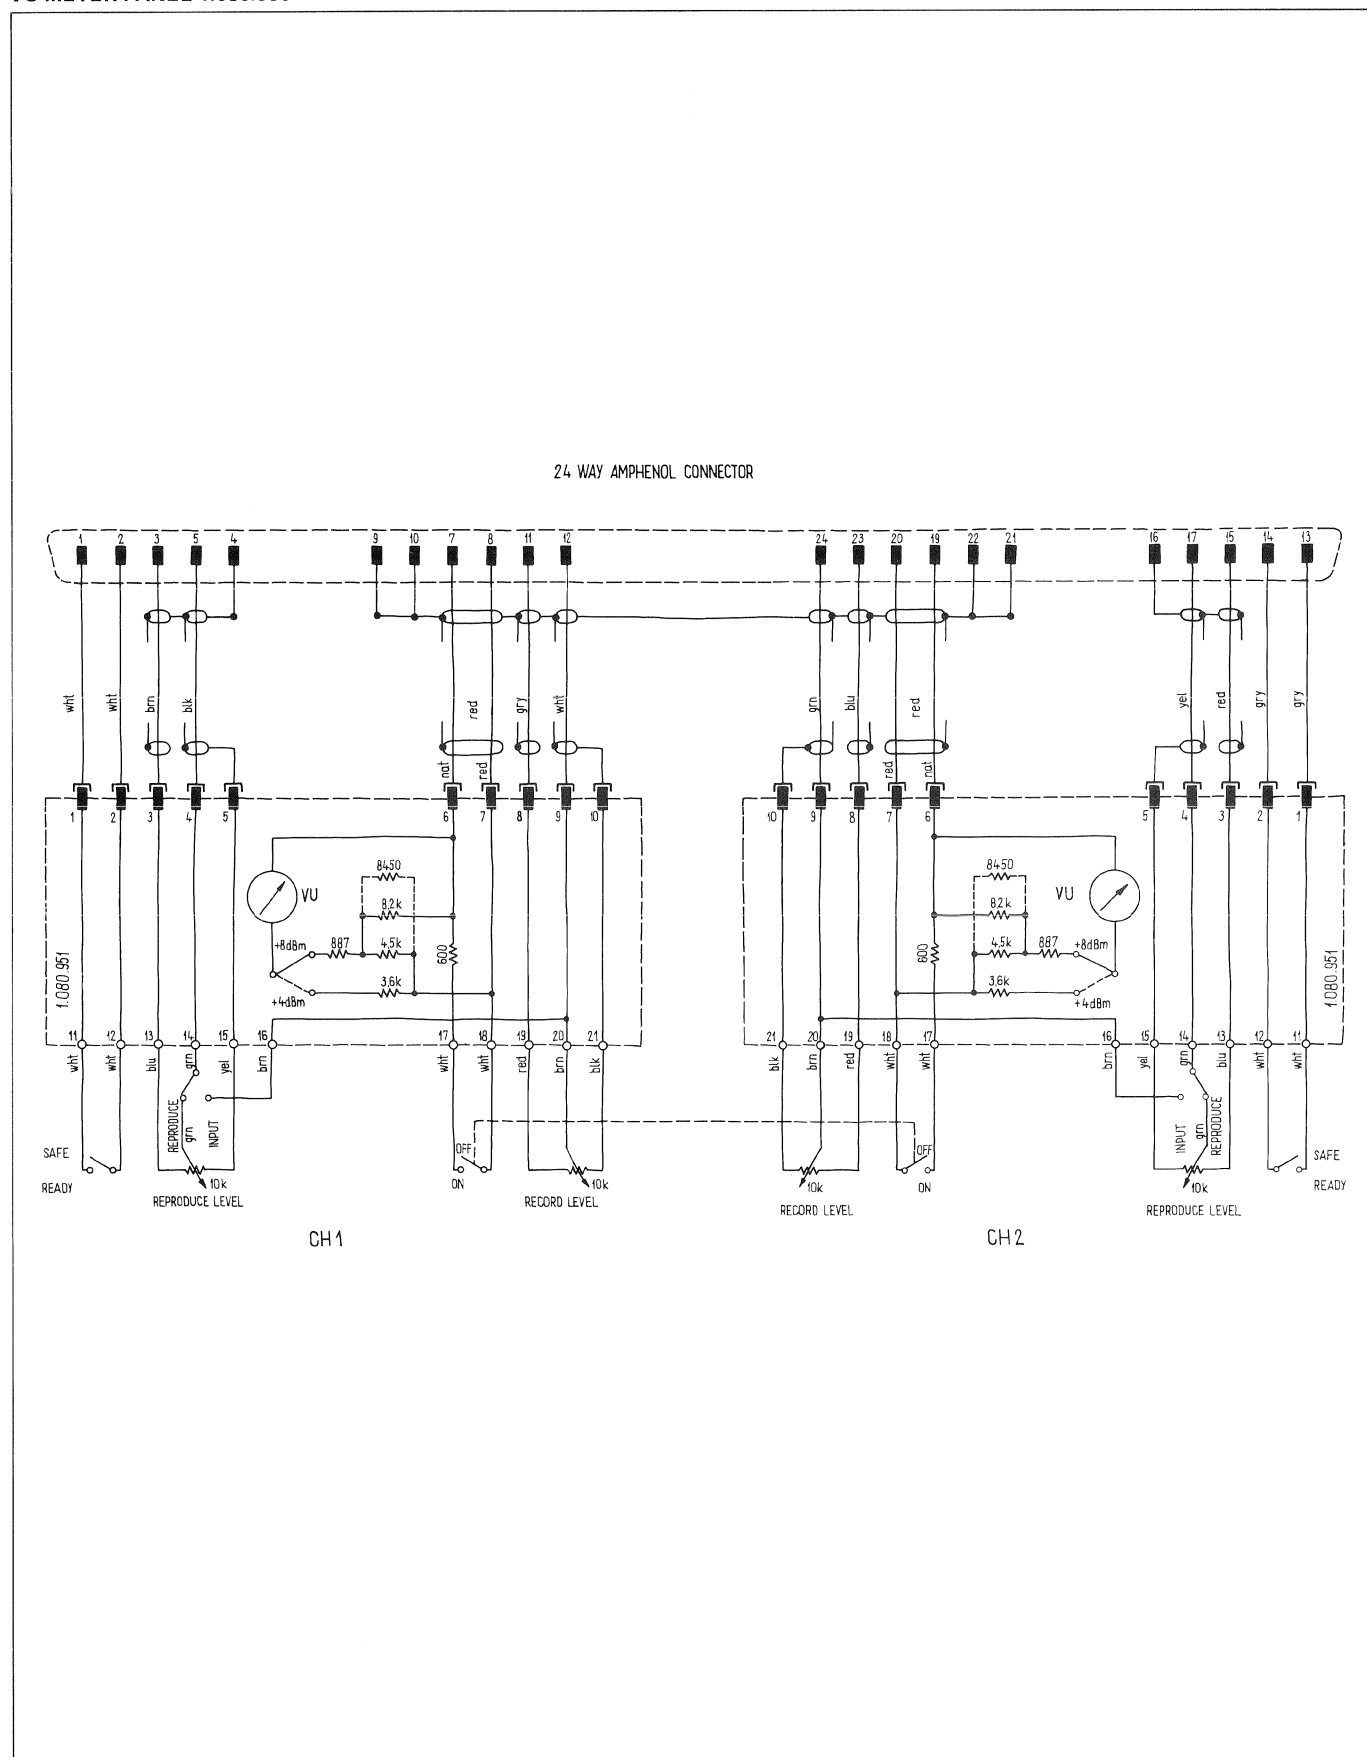 24 WAY AMPHENOL CONNECTOR
1 2 3 5 4 9 10 7 8 11 12 24 23 20 19 22 21 16 17 15 14 13
wht wht brn blk red gry wht grn blu red yel red gry gry
nat red red nat
1 2 3 4 5 6 7 8 9 10 10 9 8 7 6 5 4 3 2 1
8450 8450
VU 8,2k 8,2k VU
+8dBm 887 4,5k 600 600 4,5k 887 +8dBm
+4dBm 3,6k 3,6k +4dBm
1.080.951 1.080.951
11 12 13 14 15 16 17 18 19 20 21 21 20 19 18 17 16 15 14 13 12 11
wht wht blu grn yel brn wht wht red brn blk blk brn red wht wht brn yel grn blu wht wht
REPRODUCE grn INPUT INPUT grn REPRODUCE
SAFE OFF OFF SAFE
READY 10k ON 10k 10k ON 10k READY
REPRODUCE LEVEL RECORD LEVEL RECORD LEVEL REPRODUCE LEVEL
CH1 CH2